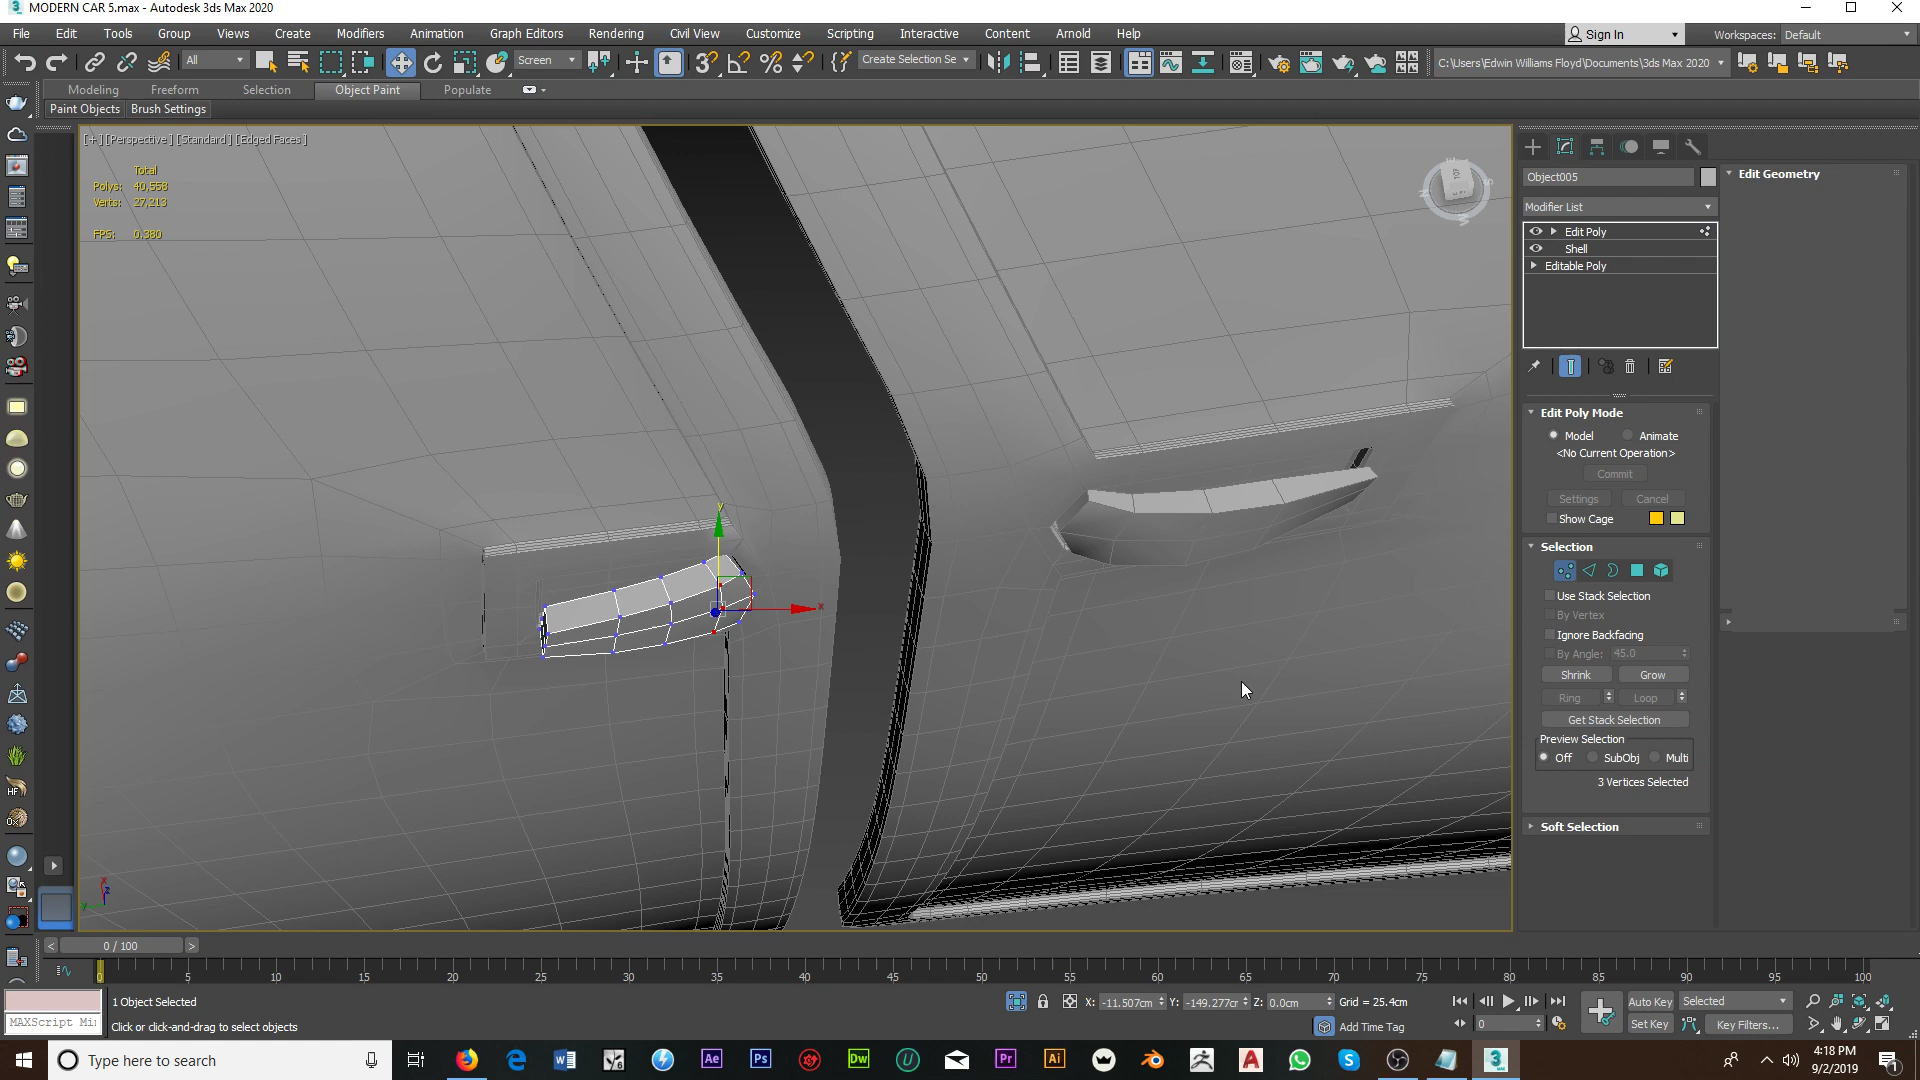 MODERN CAR 5.max - Autodesk 3ds Max 2020
File Edit Tools Group Views Create Modifiers Animation Graph Editors Rendering Civil View Customize Scripting Interactive Content Arnold Help
Sign In
Workspaces: Default
All
Screen
Create Selection Se
C:\Users\Edwin Williams Floyd\Documents\3ds Max 2020
Modeling Freeform Selection Object Paint Populate
Paint Objects Brush Settings
[+] [Perspective] [Standard] [Edged Faces]
Total
Polys: 40,558
Verts: 27,213
FPS: 0.380
y
x
Object005
Modifier List
Edit Poly
Shell
Editable Poly
Edit Geometry
Edit Poly Mode
Model Animate
<No Current Operation>
Commit
Settings Cancel
Show Cage
Selection
Use Stack Selection
By Vertex
Ignore Backfacing
By Angle: 45.0
Shrink Grow
Ring Loop
Get Stack Selection
Preview Selection
Off SubObj Multi
3 Vertices Selected
Soft Selection
0 / 100
0 5 10 15 20 25 30 35 40 45 50 55 60 65 70 75 80 85 90 95 100
1 Object Selected
X: -11.507cm Y: -149.277cr Z: 0.0cm Grid = 25.4cm
Auto Key Selected
MAXScript Mi
Click or click-and-drag to select objects
Add Time Tag
0
Set Key Key Filters...
Type here to search
4:18 PM
9/2/2019